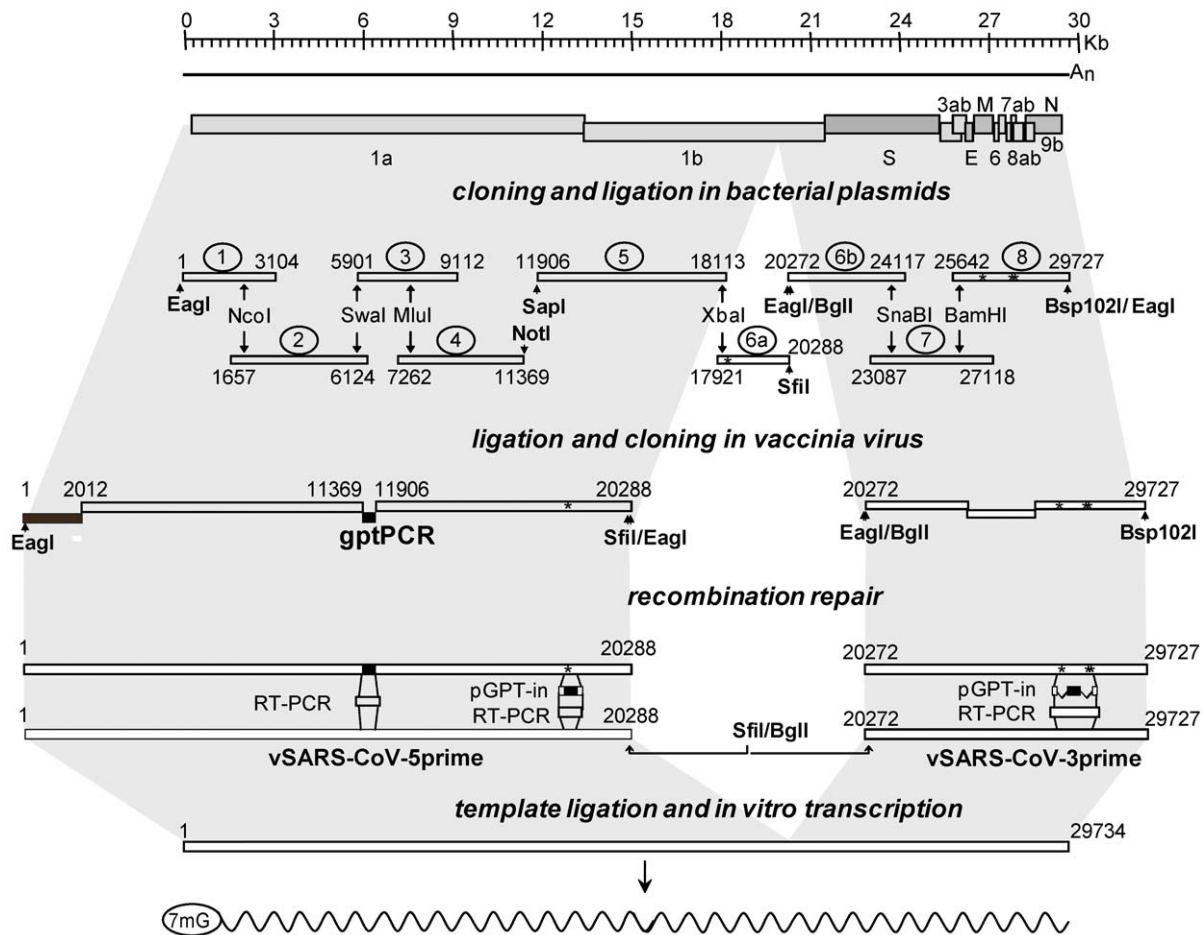 0 3 6 9 12 15 18 21 24 27 30
Kb
An
3ab M 7ab N
1a 1b S E 6 8ab 9b
cloning and ligation in bacterial plasmids
1 1 3104 5901 3 9112 11906 5 18113 20272 6b 24117 25642 8 29727
* *
EagI NcoI SwaI MluI SapI XbaI EagI/BglI SnaBI BamHI Bsp102I/ EagI
NotI
2 4 6a 20288 7
*
1657 6124 7262 11369 17921 SfiI 23087 27118
ligation and cloning in vaccinia virus
1 2012 11369 11906 20288 20272 29727
* * **
EagI gptPCR SfiI/EagI EagI/BglI Bsp102I
recombination repair
1 20288 20272 29727
* * **
RT-PCR pGPT-in pGPT-in
RT-PCR RT-PCR
1 20288 SfiI/BglI 20272 29727
vSARS-CoV-5prime vSARS-CoV-3prime
template ligation and in vitro transcription
1 29734
7mG